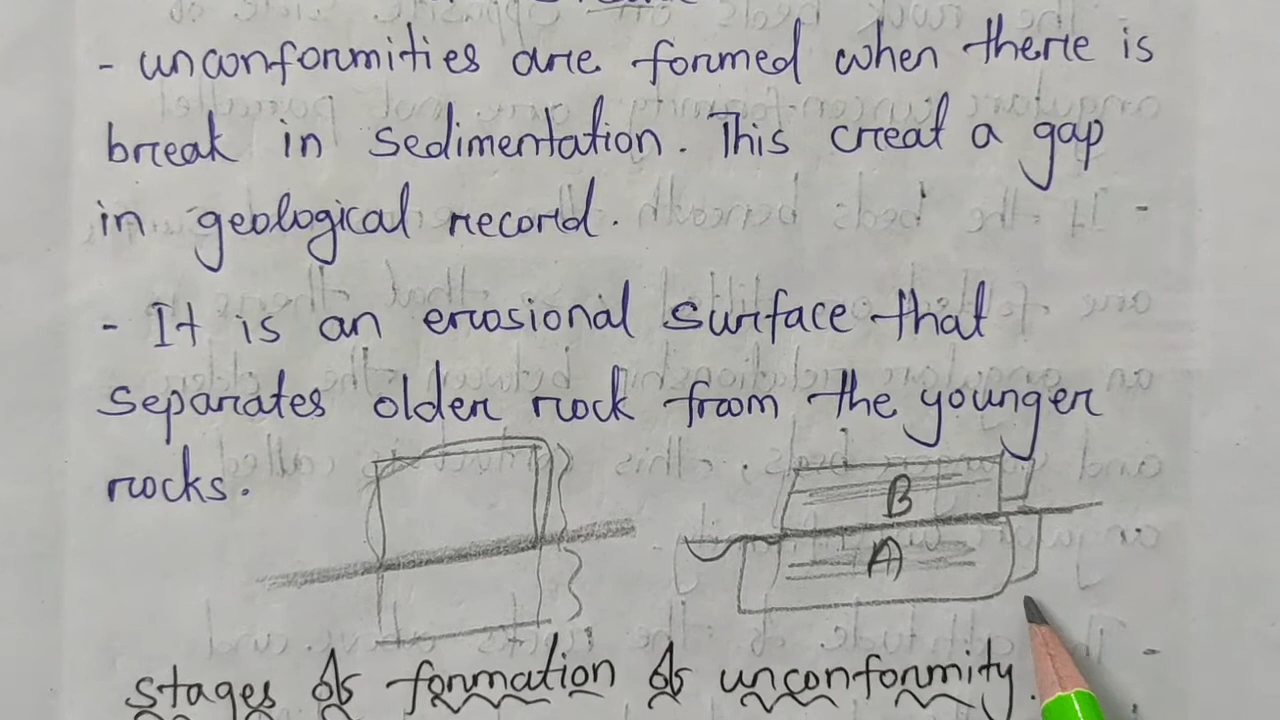 - unconformities are formed when there is
break in sedimentation. This creat a gap
in geological record.
- It is an erosional surface that
separates older rock from the younger
rocks.
B
A
stages of formation of unconformity.